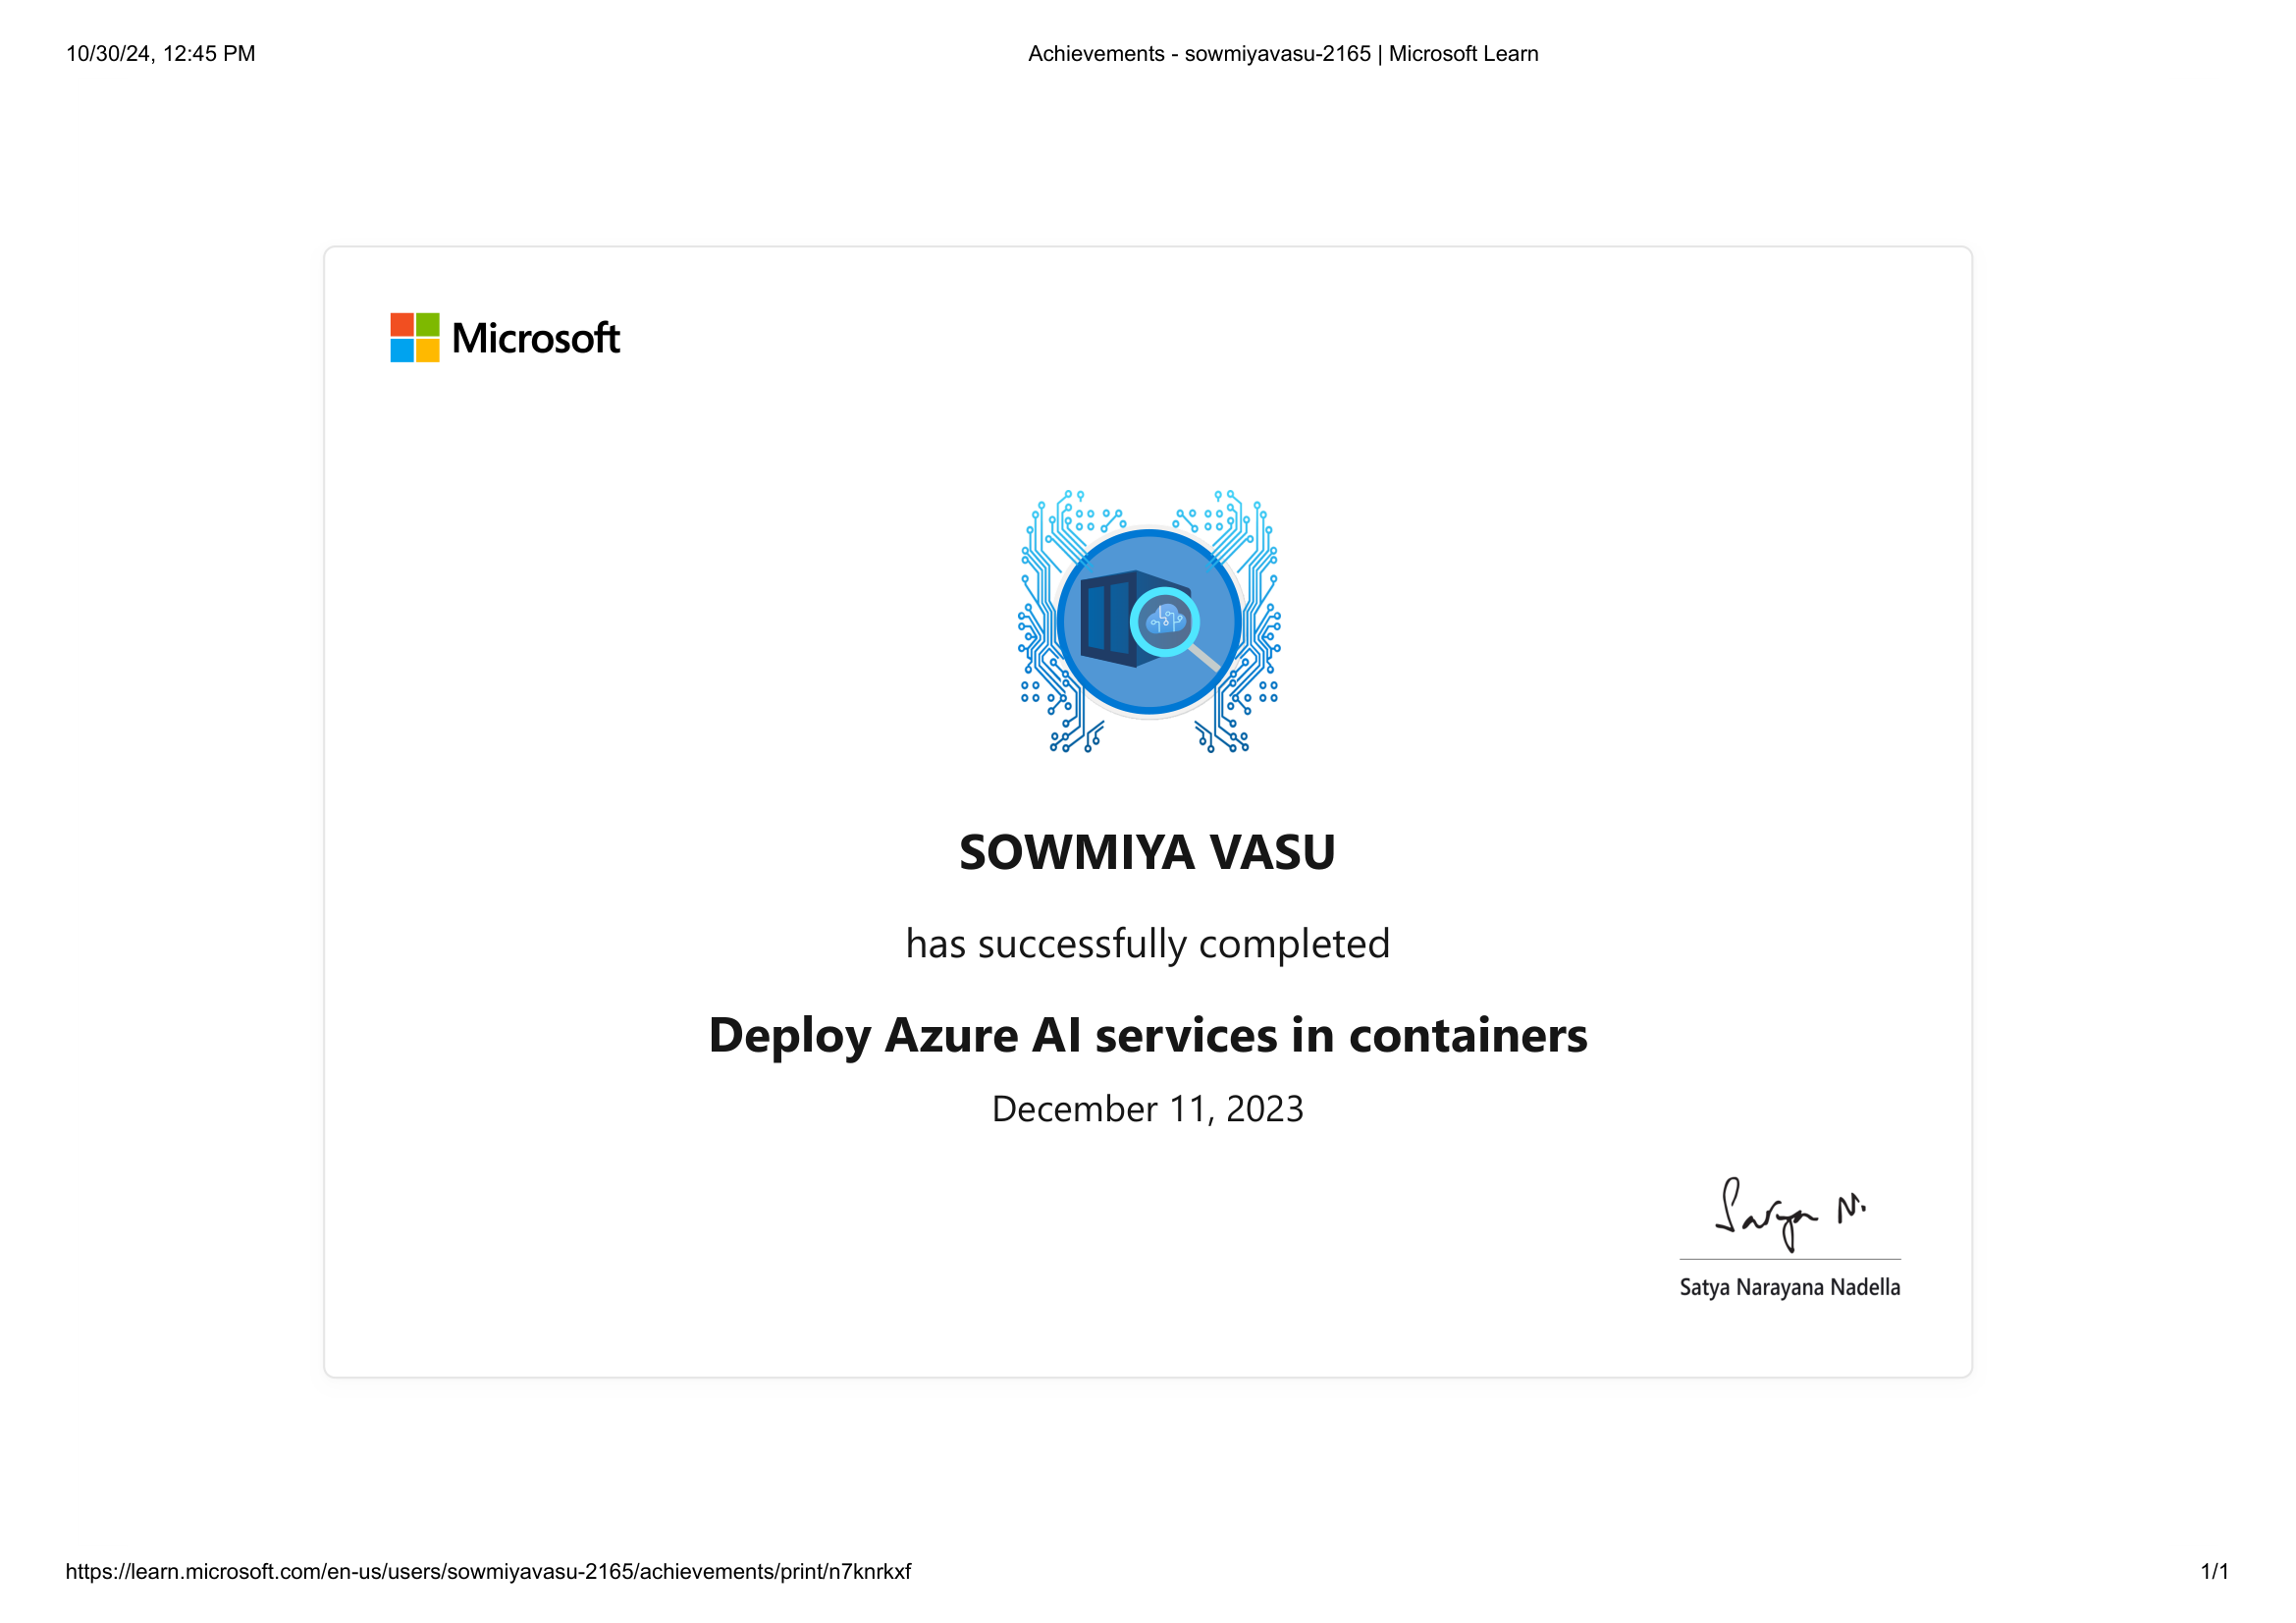 10/30/24, 12:45 PM
Achievements - sowmiyavasu-2165 | Microsoft Learn
Microsoft
SOWMIYA VASU
has successfully completed
Deploy Azure AI services in containers
December 11, 2023
Satya N.
Satya Narayana Nadella
https://learn.microsoft.com/en-us/users/sowmiyavasu-2165/achievements/print/n7knrkxf
1/1